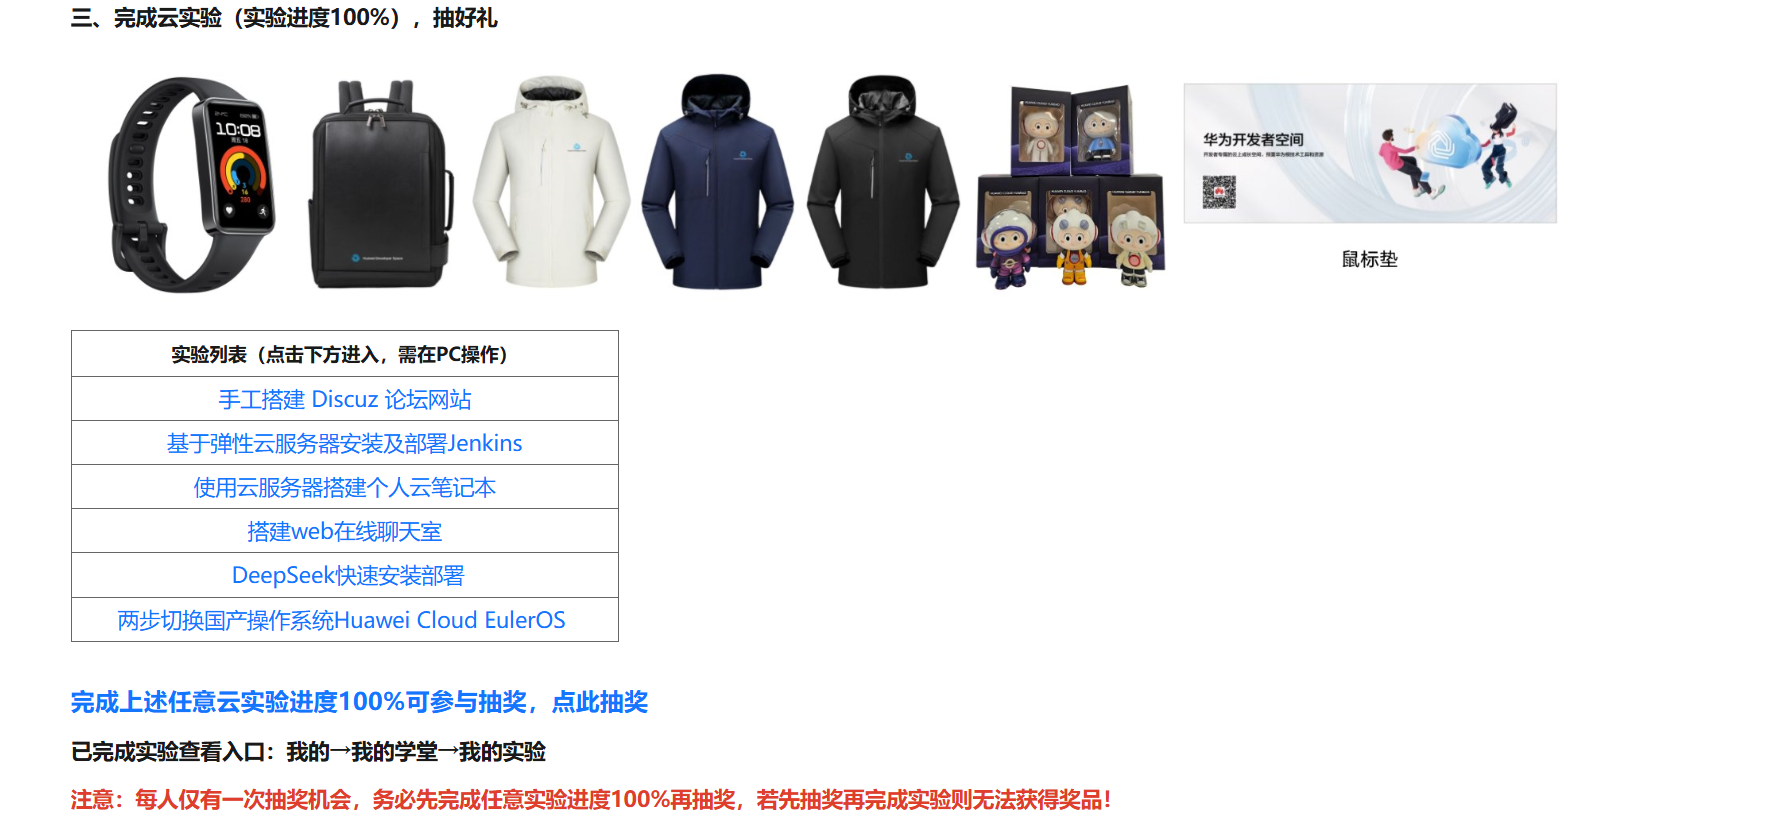 三、完成云实验（实验进度100%），抽好礼
10:08
华为开发者空间
鼠标垫
实验列表（点击下方进入，需在PC操作）
手工搭建 Discuz 论坛网站
基于弹性云服务器安装及部署Jenkins
使用云服务器搭建个人云笔记本
搭建web在线聊天室
DeepSeek快速安装部署
两步切换国产操作系统Huawei Cloud EulerOS
完成上述任意云实验进度100%可参与抽奖，点此抽奖
已完成实验查看入口：我的→我的学堂→我的实验
注意：每人仅有一次抽奖机会，务必先完成任意实验进度100%再抽奖，若先抽奖再完成实验则无法获得奖品！